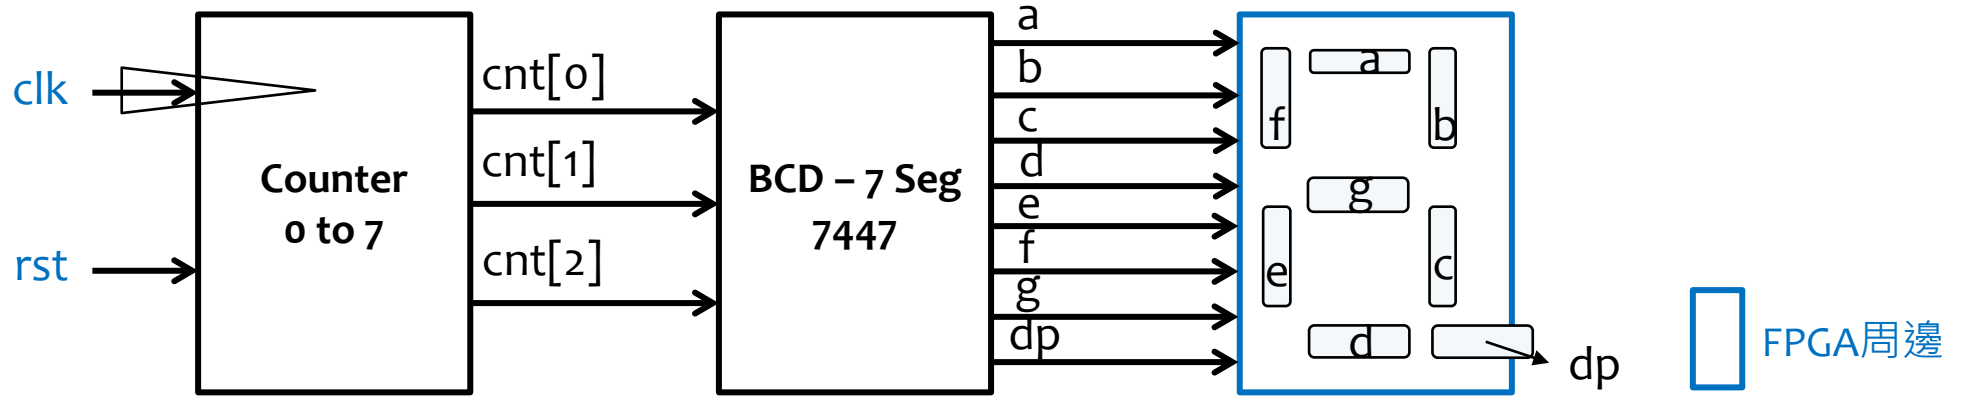 clk
rst
Counter
0 to 7
cnt[0]
cnt[1]
cnt[2]
BCD – 7 Seg
7447
a
b
c
d
e
f
g
dp
a
f
b
g
e
c
d
dp
FPGA周邊